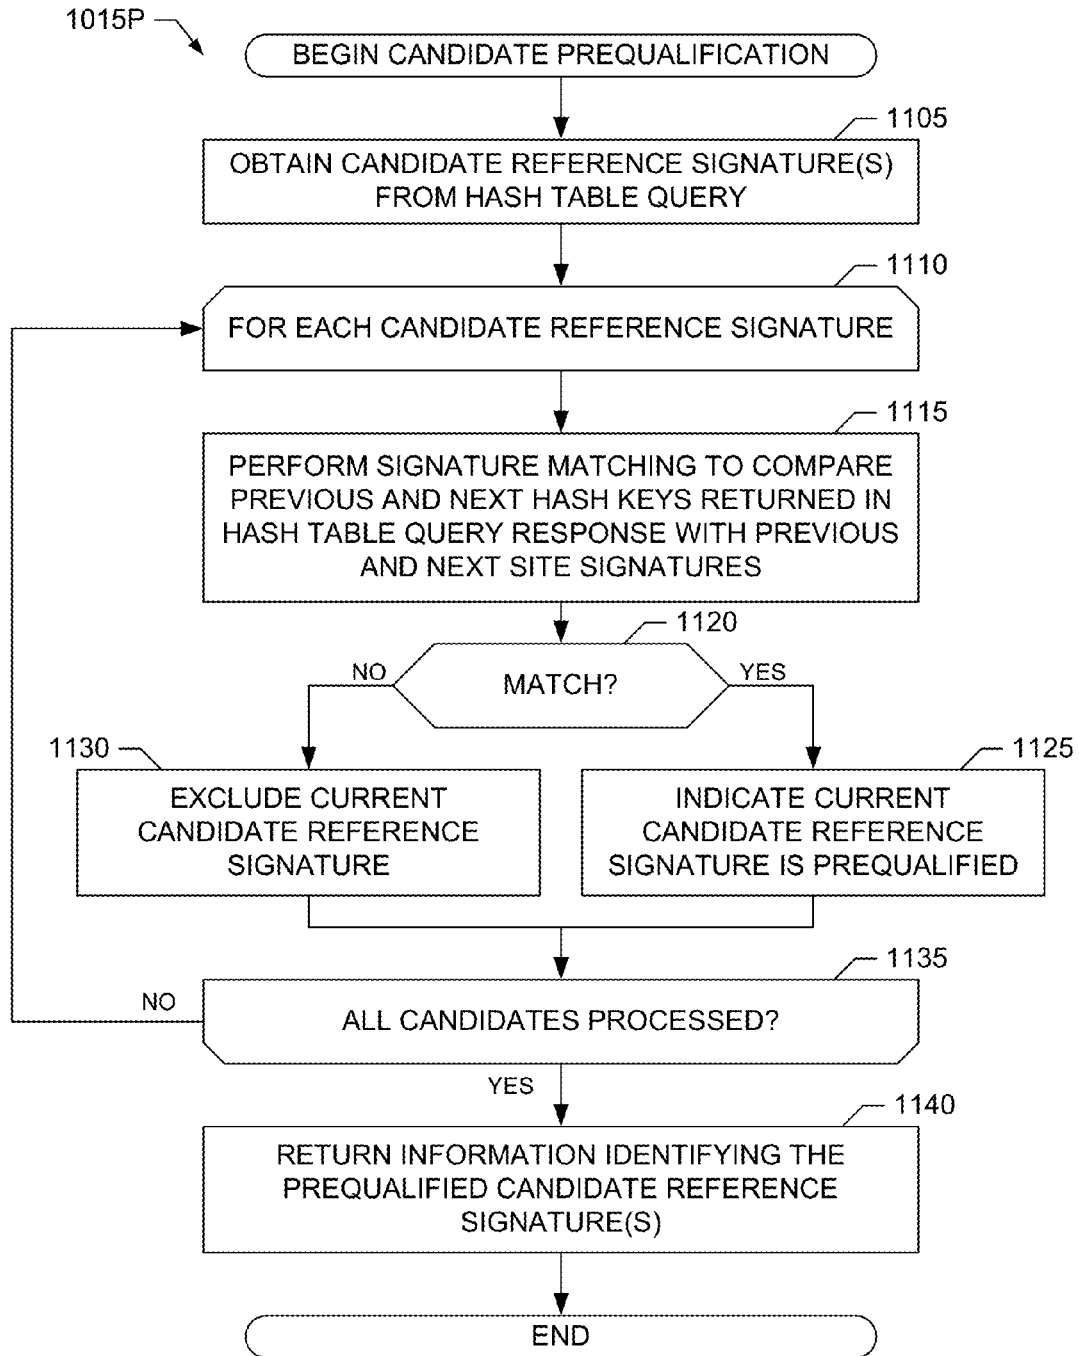 1015P
BEGIN CANDIDATE PREQUALIFICATION
1105
OBTAIN CANDIDATE REFERENCE SIGNATURE(S)
FROM HASH TABLE QUERY
1110
FOR EACH CANDIDATE REFERENCE SIGNATURE
1115
PERFORM SIGNATURE MATCHING TO COMPARE
PREVIOUS AND NEXT HASH KEYS RETURNED IN
HASH TABLE QUERY RESPONSE WITH PREVIOUS
AND NEXT SITE SIGNATURES
1120
NO
MATCH?
YES
1130
EXCLUDE CURRENT
CANDIDATE REFERENCE
SIGNATURE
1125
INDICATE CURRENT
CANDIDATE REFERENCE
SIGNATURE IS PREQUALIFIED
1135
NO
ALL CANDIDATES PROCESSED?
YES
1140
RETURN INFORMATION IDENTIFYING THE
PREQUALIFIED CANDIDATE REFERENCE
SIGNATURE(S)
END